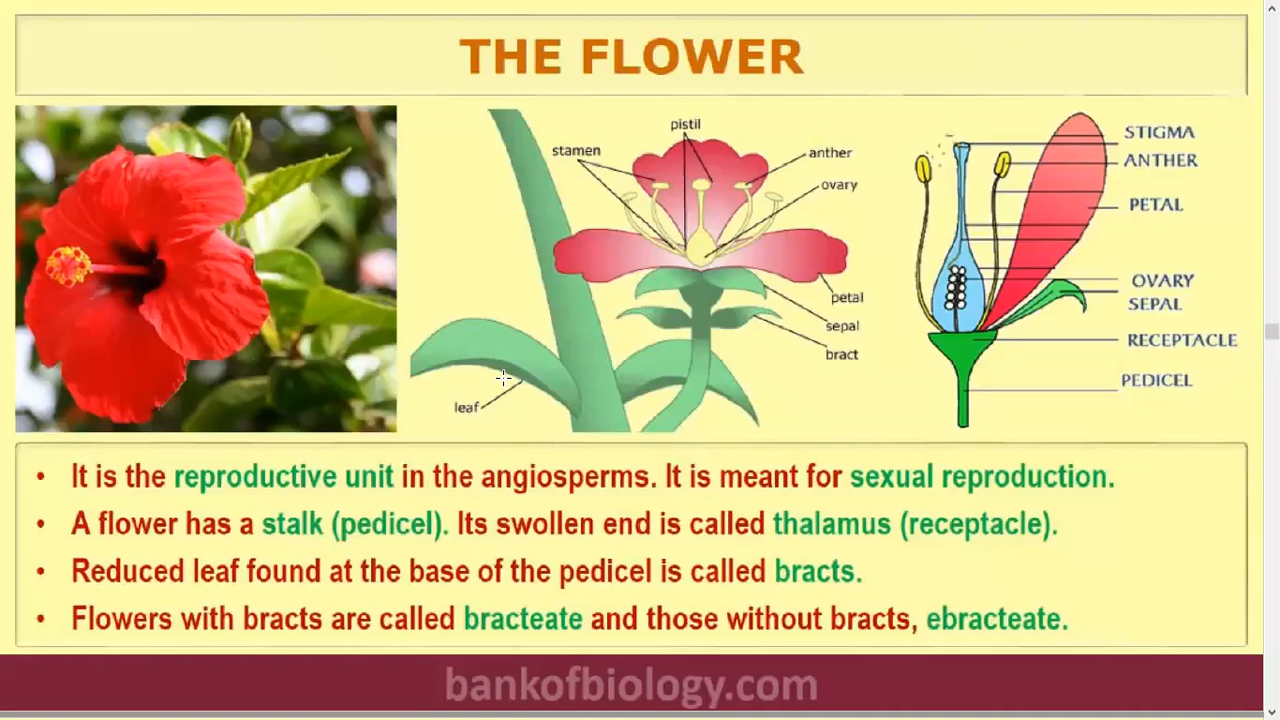 THE FLOWER
pistil
stamen
anther
ovary
petal
sepal
bract
leaf
STIGMA
ANTHER
PETAL
OVARY
SEPAL
RECEPTACLE
PEDICEL
• It is the reproductive unit in the angiosperms. It is meant for sexual reproduction.
• A flower has a stalk (pedicel). Its swollen end is called thalamus (receptacle).
• Reduced leaf found at the base of the pedicel is called bracts.
• Flowers with bracts are called bracteate and those without bracts, ebracteate.
bankofbiology.com